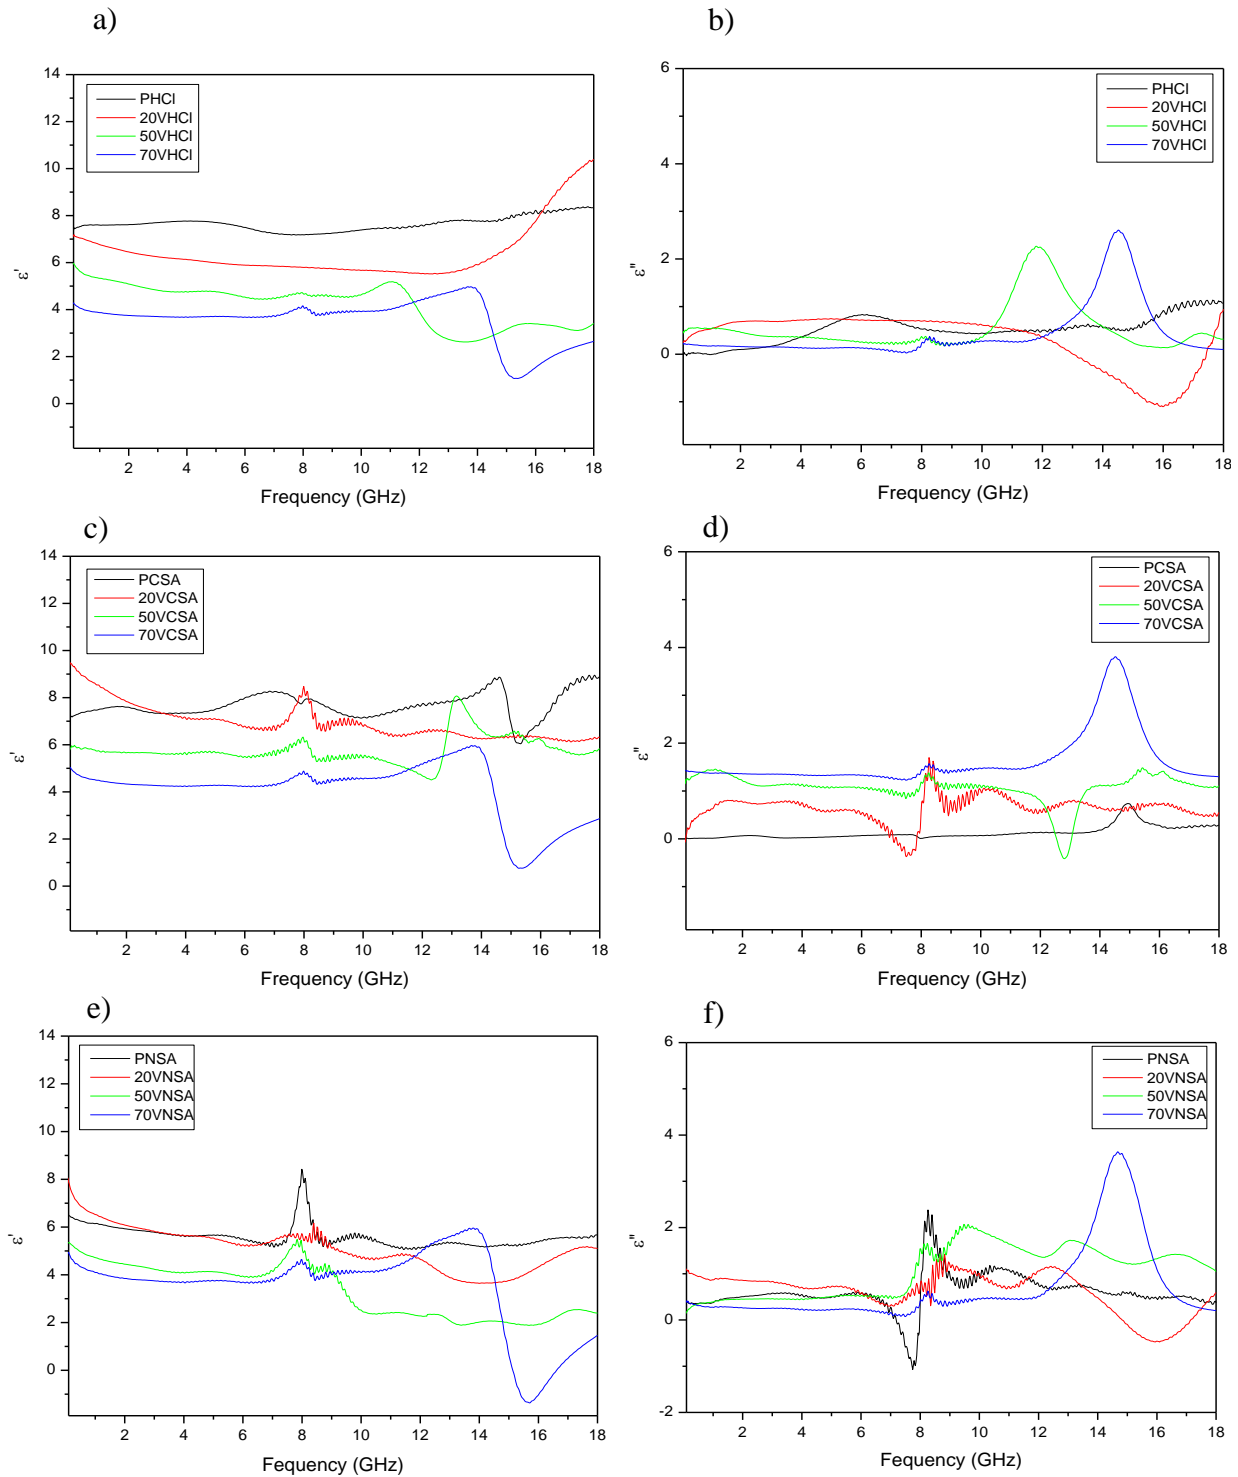 a)
14
12
10
8
6
4
2
0
ε'
PHCl
20VHCl
50VHCl
70VHCl
2 4 6 8 10 12 14 16 18
Frequency (GHz)
b)
6
4
2
0
ε"
PHCl
20VHCl
50VHCl
70VHCl
2 4 6 8 10 12 14 16 18
Frequency (GHz)
c)
14
12
10
8
6
4
2
0
ε'
PCSA
20VCSA
50VCSA
70VCSA
2 4 6 8 10 12 14 16 18
Frequency (GHz)
d)
6
4
2
0
ε"
PCSA
20VCSA
50VCSA
70VCSA
2 4 6 8 10 12 14 16 18
Frequency (GHz)
e)
14
12
10
8
6
4
2
0
ε'
PNSA
20VNSA
50VNSA
70VNSA
2 4 6 8 10 12 14 16 18
Fequency (GHz)
f)
6
4
2
0
-2
ε"
PNSA
20VNSA
50VNSA
70VNSA
2 4 6 8 10 12 14 16 18
Fequency (GHz)